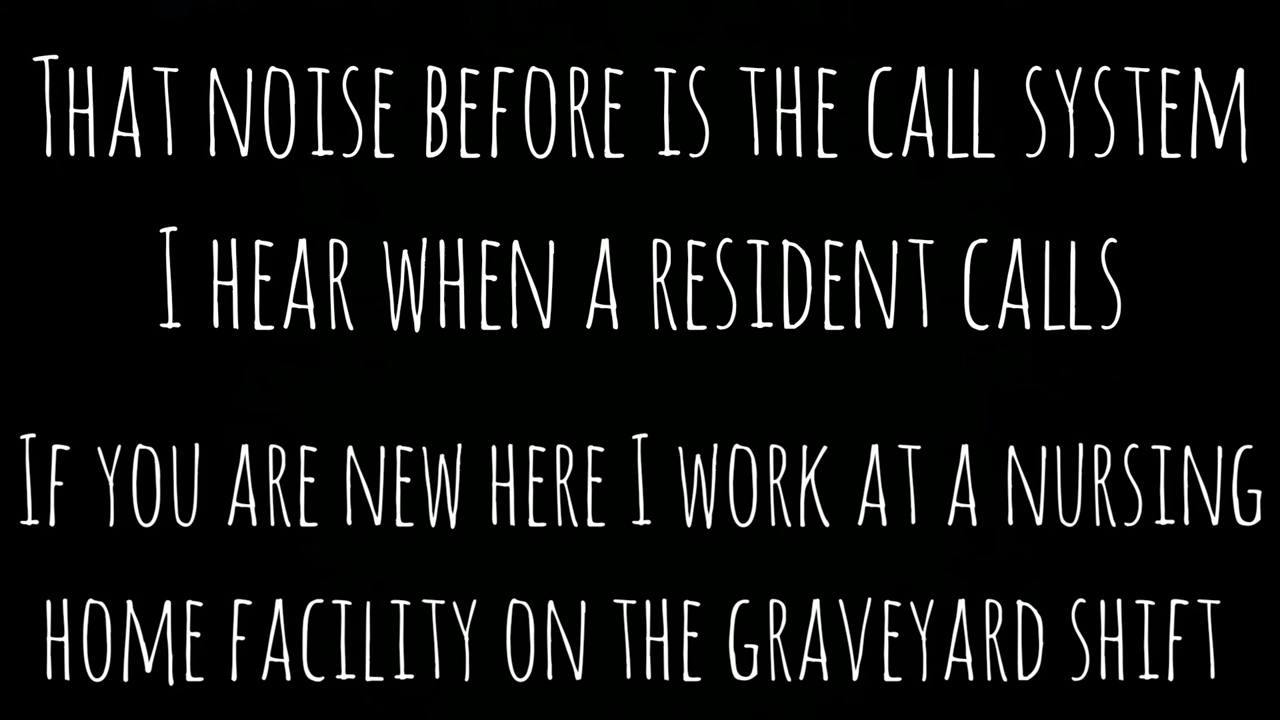 That noise before is the call system
I hear when a resident calls
If you are new here I work at a nursing
home facility on the graveyard shift